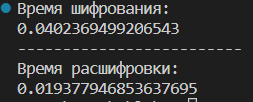 Время шифрования:
0.0402369499206543
--------------------------
Время расшифровки:
0.019377946853637695